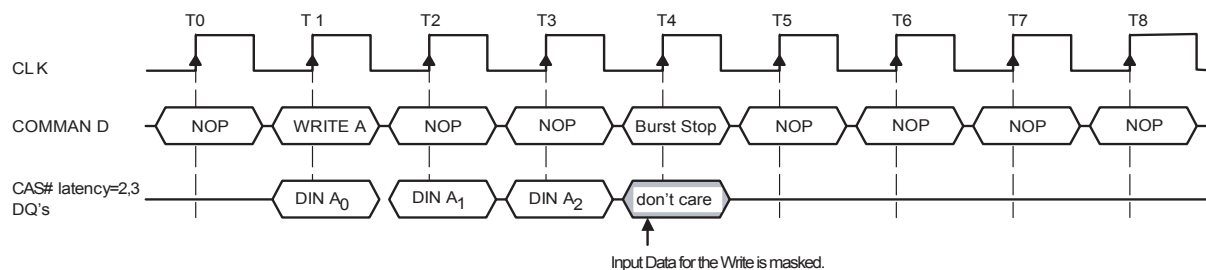 T0 T 1 T2 T3 T4 T5 T6 T7 T8
CL K
COMMAN D NOP WRITE A NOP NOP Burst Stop NOP NOP NOP NOP
CAS# latency=2,3
DQ's DIN A0 DIN A1 DIN A2 don't care
Input Data for the Write is masked.